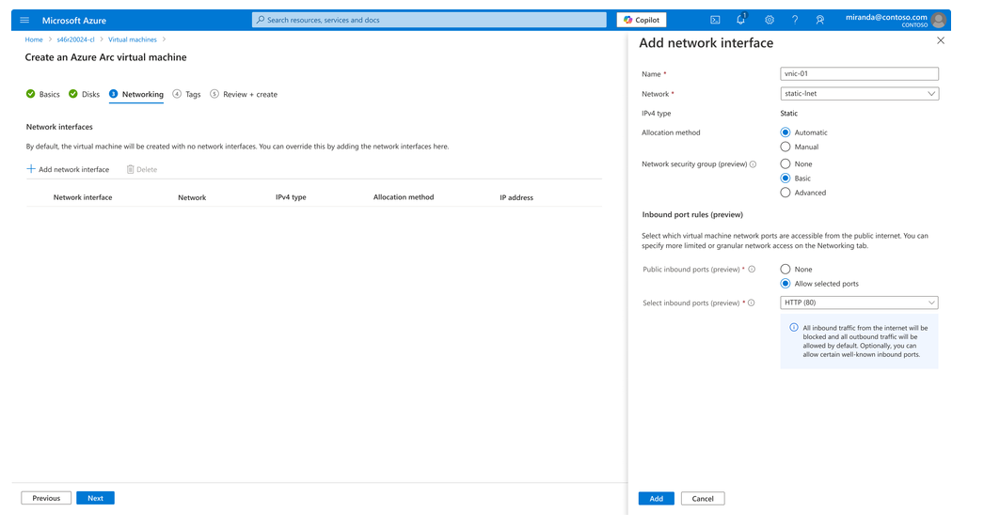 Microsoft Azure
Search resources, services and docs
Copilot
1
miranda@contoso.com
CONTOSO
Home > s46r20024-cl > Virtual machines >
Create an Azure Arc virtual machine
Basics Disks 3 Networking 4 Tags 5 Review + create
Network interfaces
By default, the virtual machine will be created with no network interfaces. You can override this by adding the network interfaces here.
Add network interface Delete
Network interface Network IPv4 type Allocation method IP address
Previous Next
Add network interface
Name * vnic-01
Network * static-lnet
IPv4 type Static
Allocation method Automatic
Manual
Network security group (preview) None
Basic
Advanced
Inbound port rules (preview)
Select which virtual machine network ports are accessible from the public internet. You can
specify more limited or granular network access on the Networking tab.
Public inbound ports (preview) * None
Allow selected ports
Select inbound ports (preview) * HTTP (80)
All inbound traffic from the internet will be
blocked and all outbound traffic will be
allowed by default. Optionally, you can
allow certain well-known inbound ports.
Add Cancel